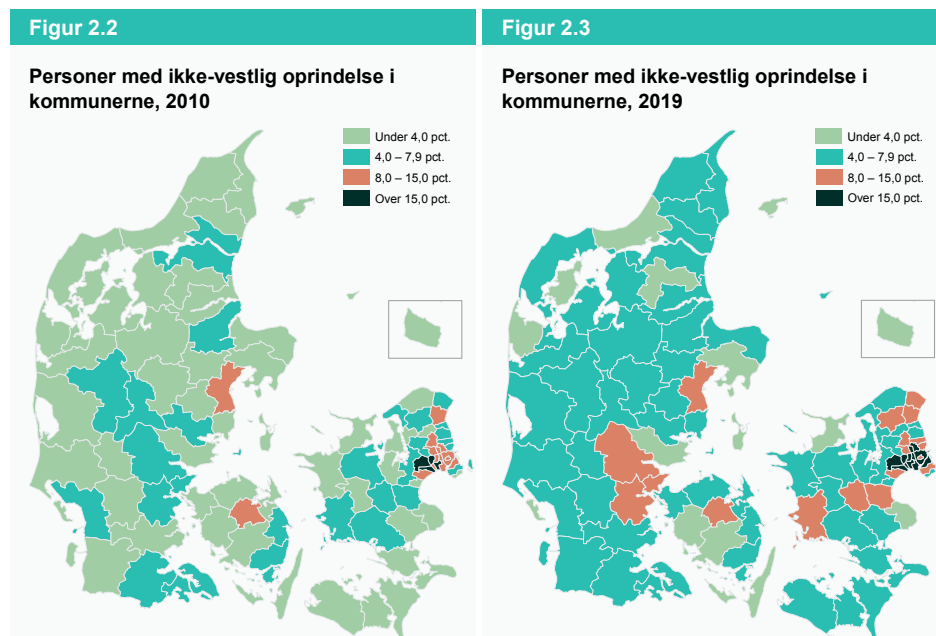 Figur 2.2
Personer med ikke-vestlig oprindelse i
kommunerne, 2010
Under 4,0 pct.
4,0 – 7,9 pct.
8,0 – 15,0 pct.
Over 15,0 pct.
Figur 2.3
Personer med ikke-vestlig oprindelse i
kommunerne, 2019
Under 4,0 pct.
4,0 – 7,9 pct.
8,0 – 15,0 pct.
Over 15,0 pct.